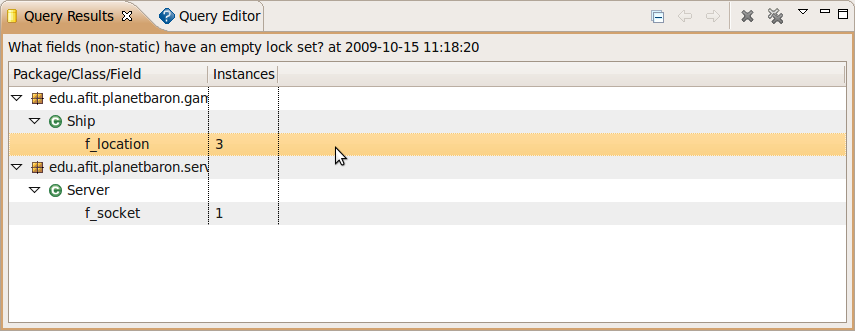 Query Results Query Editor
What fields (non-static) have an empty lock set? at 2009-10-15 11:18:20
Package/Class/Field Instances
edu.afit.planetbaron.gam
Ship
f_location 3
edu.afit.planetbaron.serv
Server
f_socket 1